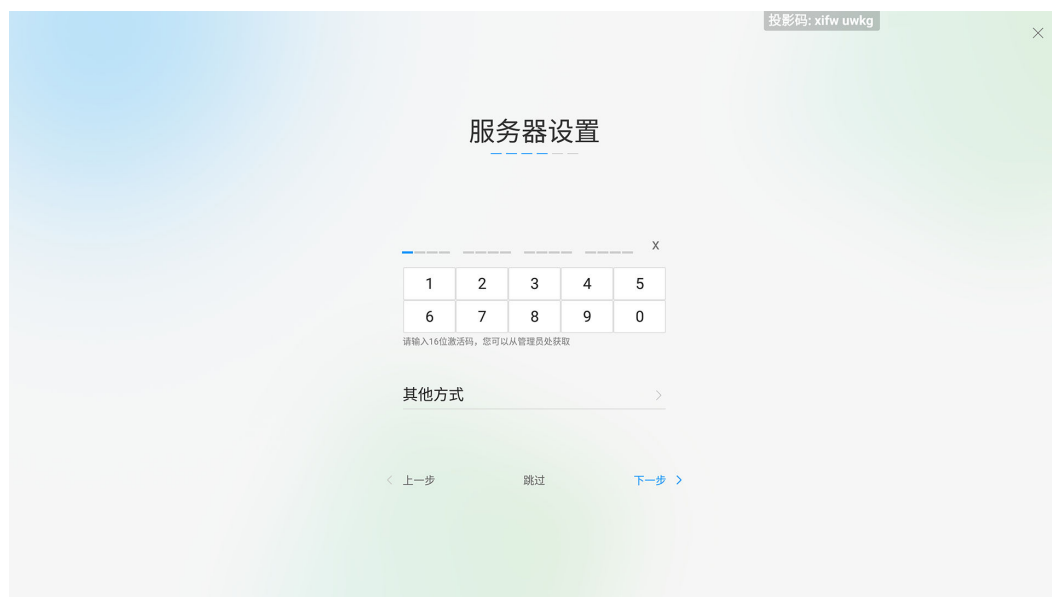 投影码: xifw uwkg
服务器设置
X
1 2 3 4 5
6 7 8 9 0
请输入16位激活码，您可以从管理员处获取
其他方式
上一步 跳过 下一步